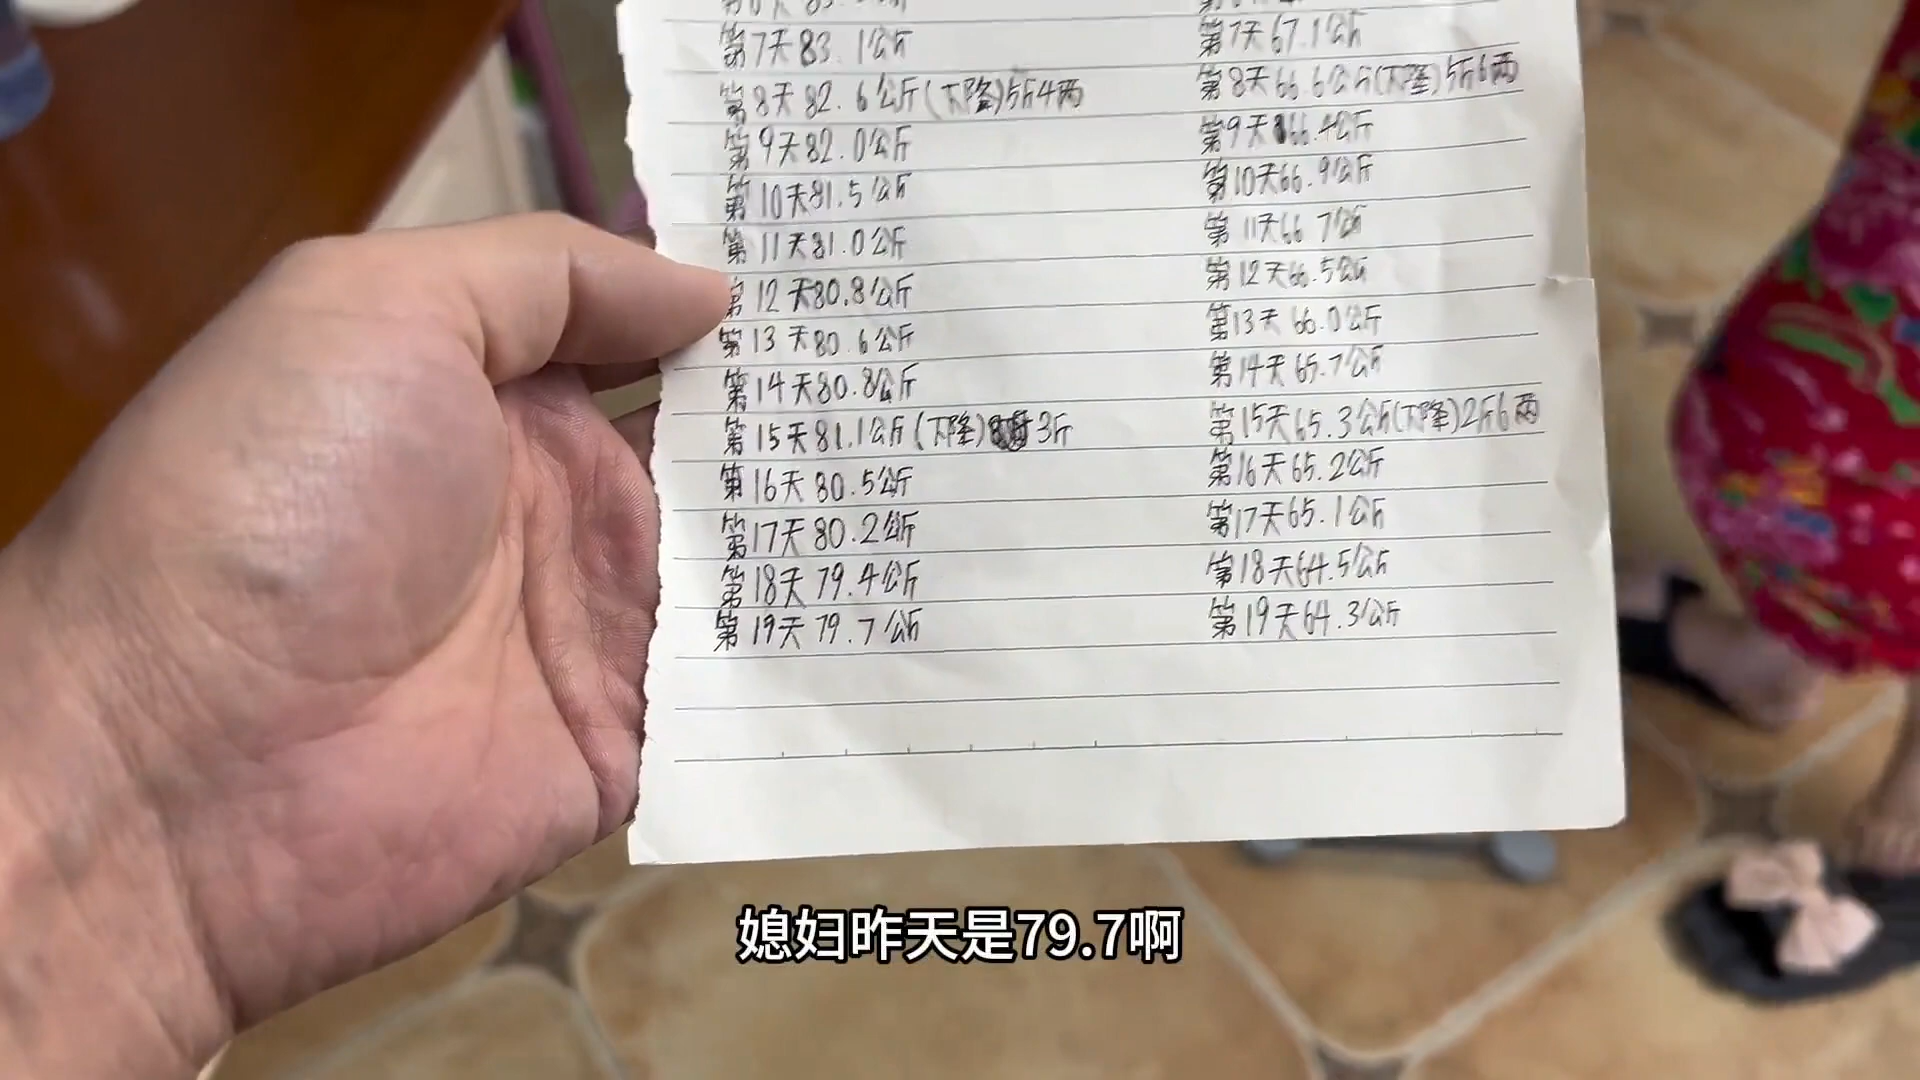 第7天83.1公斤 第7天67.1公斤
第8天82.6公斤(下降)5斤4两 第8天66.6公斤(下降)5斤6两
第9天82.0公斤 第9天66.4公斤
第10天81.5公斤 第10天66.9公斤
第11天81.0公斤 第11天66.7公斤
第12天80.8公斤 第12天66.5公斤
第13天80.6公斤 第13天66.0公斤
第14天80.8公斤 第14天65.7公斤
第15天81.1公斤(下降)3斤 第15天65.3公斤(下降)2斤6两
第16天80.5公斤 第16天65.2公斤
第17天80.2公斤 第17天65.1公斤
第18天79.4公斤 第18天64.5公斤
第19天79.7公斤 第19天64.3公斤
媳妇昨天是79.7啊